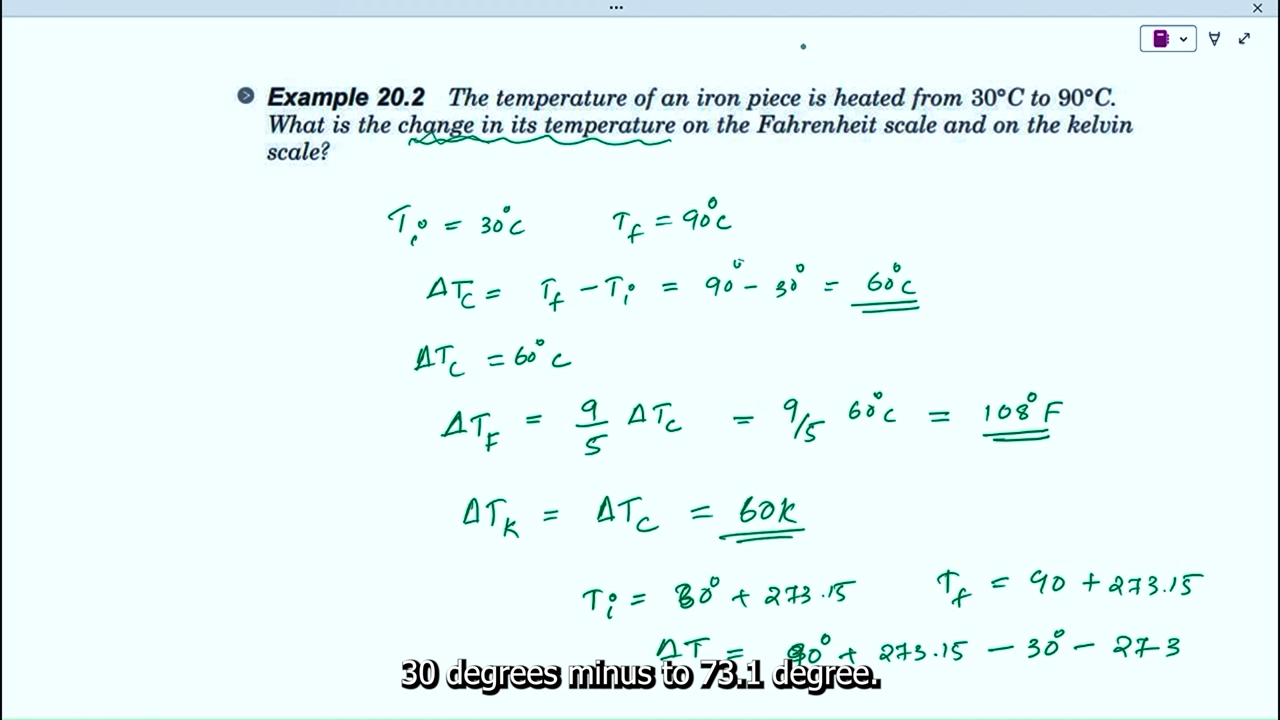 Example 20.2 The temperature of an iron piece is heated from 30°C to 90°C.
What is the change in its temperature on the Fahrenheit scale and on the kelvin
scale?
Ti = 30°C Tf = 90°C
ΔTC = Tf - Ti = 90° - 30° = 60°C
ΔTC = 60°C
ΔTF = 9/5 ΔTC = 9/5 60°C = 108°F
ΔTK = ΔTC = 60K
Ti = 30° + 273.15 Tf = 90 + 273.15
ΔT = 90° + 273.15 - 30° - 273
30 degrees minus to 73.1 degree.